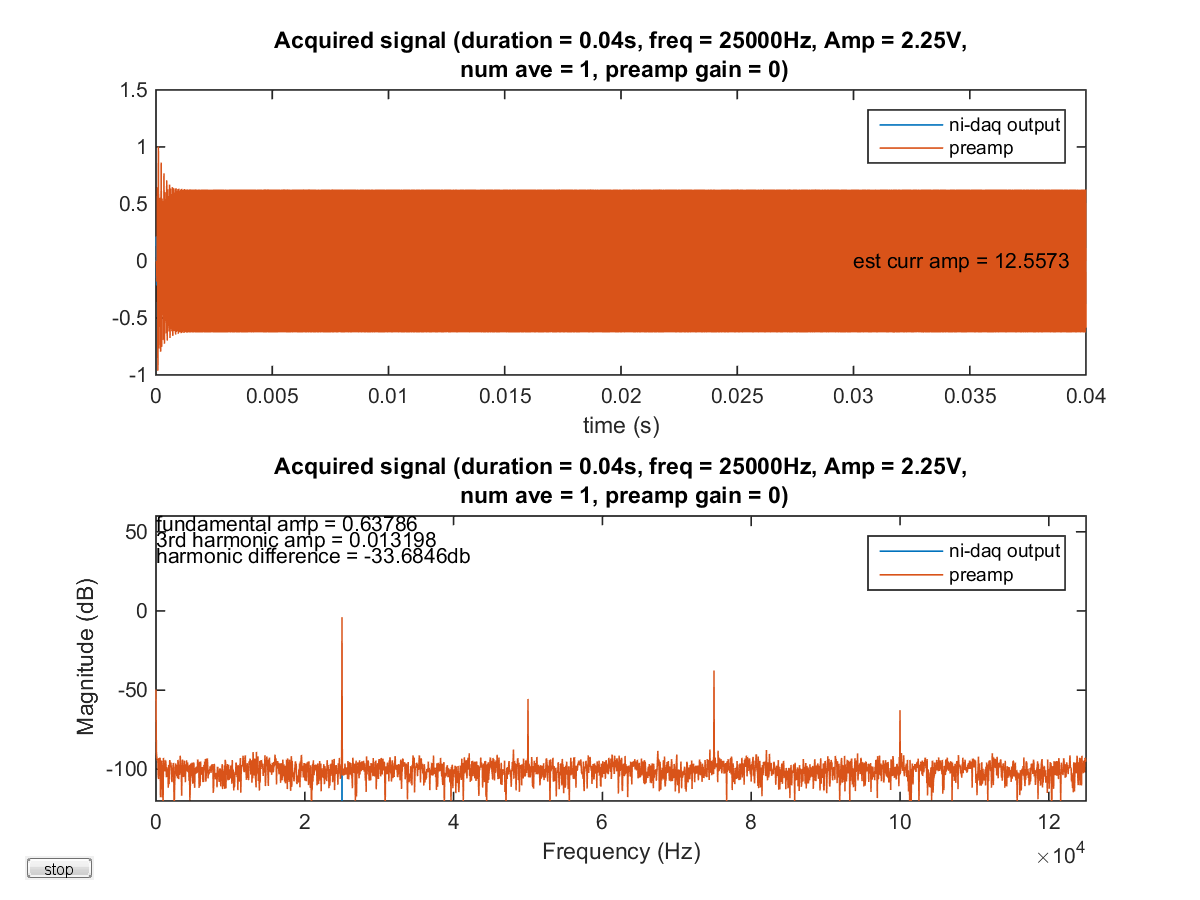 Acquired signal (duration = 0.04s, freq = 25000Hz, Amp = 2.25V,
num ave = 1, preamp gain = 0)
1.5
1
0.5
0
-0.5
-1
ni-daq output
preamp
est curr amp = 12.5573
0 0.005 0.01 0.015 0.02 0.025 0.03 0.035 0.04
time (s)
Acquired signal (duration = 0.04s, freq = 25000Hz, Amp = 2.25V,
num ave = 1, preamp gain = 0)
fundamental amp = 0.63786
3rd harmonic amp = 0.013198
harmonic difference = -33.6846db
ni-daq output
preamp
Magnitude (dB)
50
0
-50
-100
0 2 4 6 8 10 12
×10⁴
Frequency (Hz)
stop